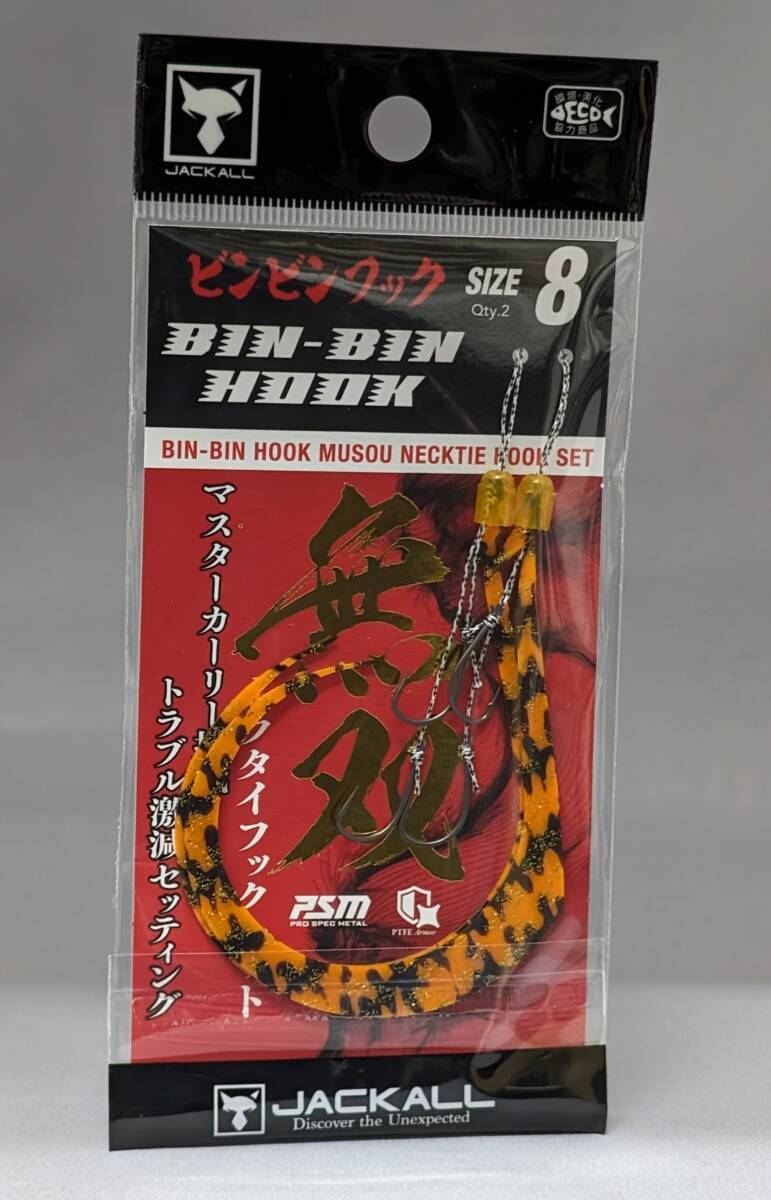 JACKALL
環境・美化
ECO
協力商品
ビンビンフック
SIZE 8
Qty.2
BIN-BIN
HOOK
BIN-BIN HOOK MUSOU NECKTIE HOOK SET
無双
マスターカーリー
タイフック
ト
トラブル激減セッティング
PSM
PRO SPEC METAL
PTFE Armor
JACKALL
Discover the Unexpected